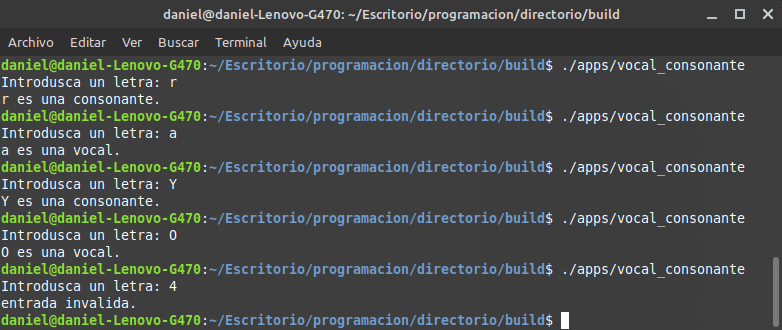 daniel@daniel-Lenovo-G470: ~/Escritorio/programacion/directorio/build
Archivo Editar Ver Buscar Terminal Ayuda
daniel@daniel-Lenovo-G470:~/Escritorio/programacion/directorio/build$ ./apps/vocal_consonante
Introdusca un letra: r
r es una consonante.
daniel@daniel-Lenovo-G470:~/Escritorio/programacion/directorio/build$ ./apps/vocal_consonante
Introdusca un letra: a
a es una vocal.
daniel@daniel-Lenovo-G470:~/Escritorio/programacion/directorio/build$ ./apps/vocal_consonante
Introdusca un letra: Y
Y es una consonante.
daniel@daniel-Lenovo-G470:~/Escritorio/programacion/directorio/build$ ./apps/vocal_consonante
Introdusca un letra: O
O es una vocal.
daniel@daniel-Lenovo-G470:~/Escritorio/programacion/directorio/build$ ./apps/vocal_consonante
Introdusca un letra: 4
entrada invalida.
daniel@daniel-Lenovo-G470:~/Escritorio/programacion/directorio/build$